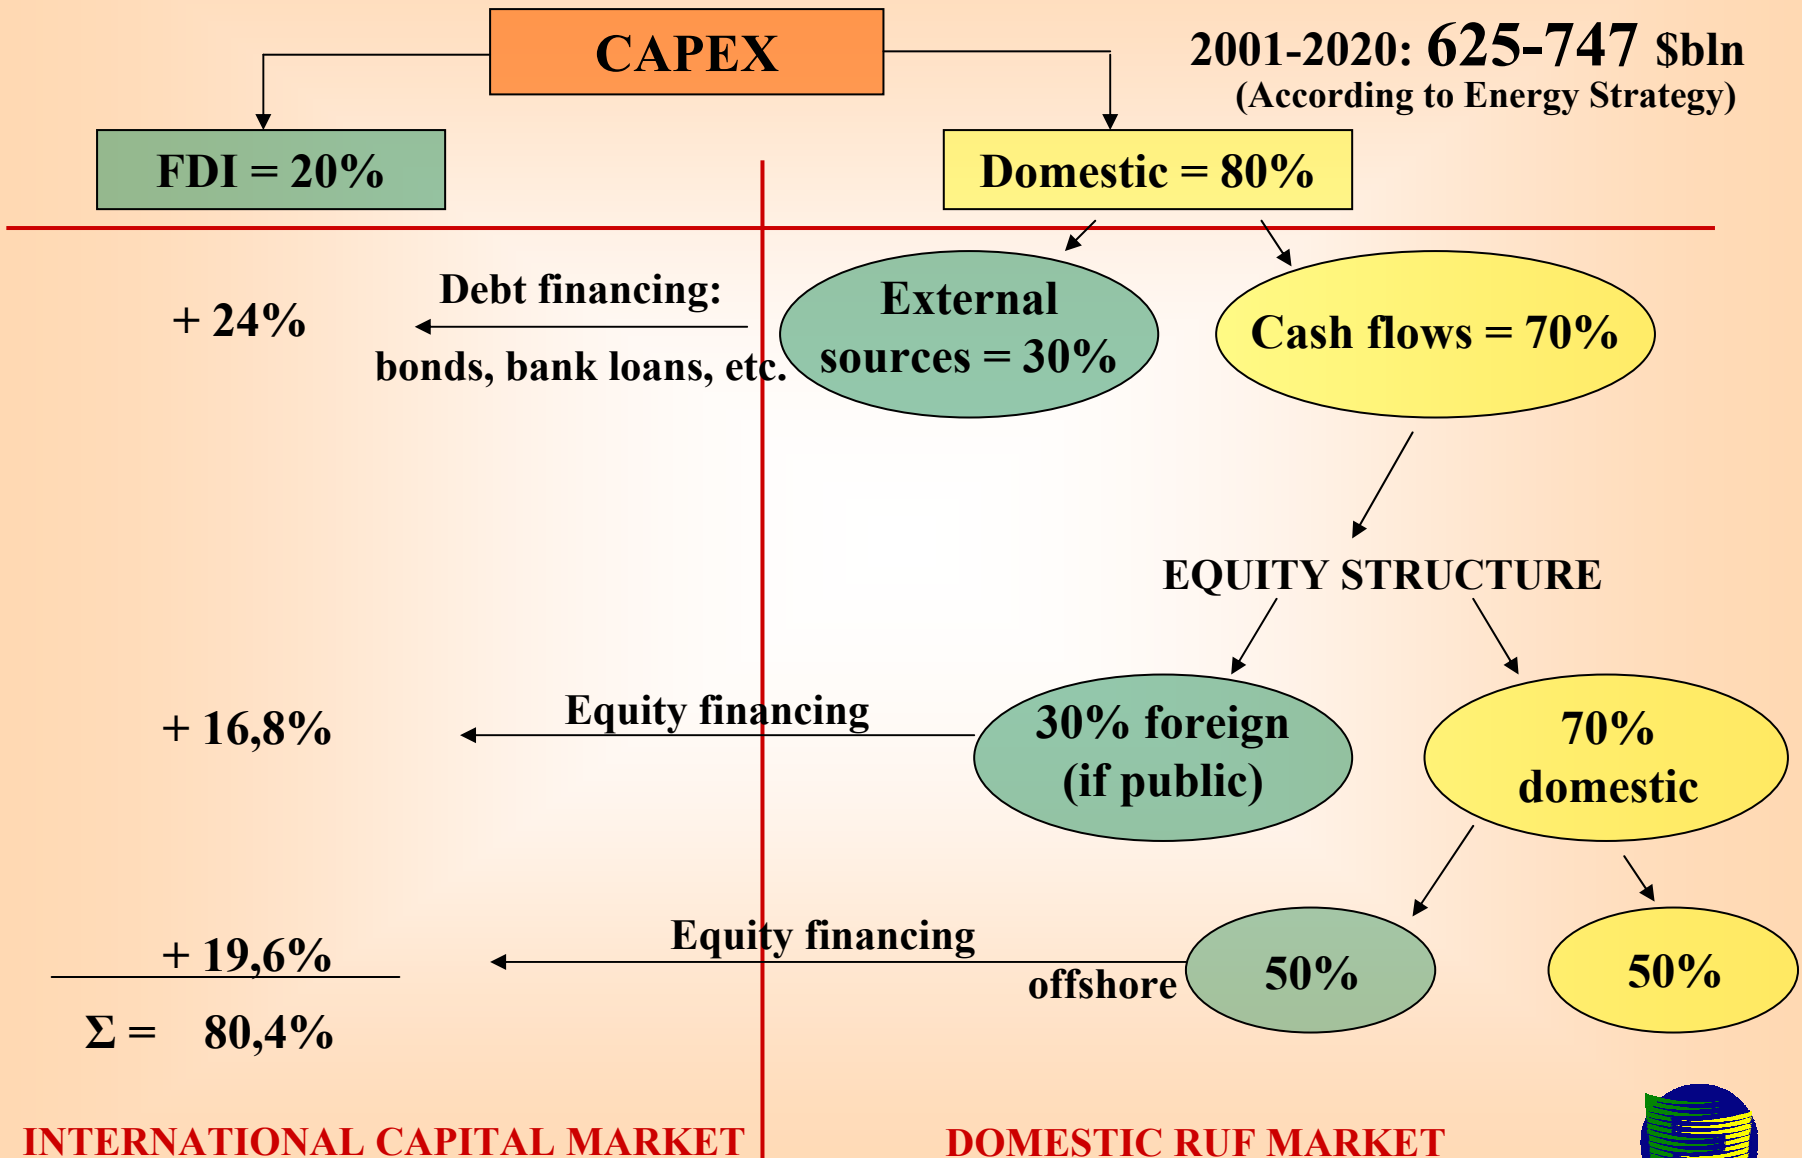 CAPEX
2001-2020: 625-747 $bln
(According to Energy Strategy)
FDI = 20%
Domestic = 80%
+ 24%
Debt financing:
bonds, bank loans, etc.
External
sources = 30%
Cash flows = 70%
EQUITY STRUCTURE
+ 16,8%
Equity financing
30% foreign
(if public)
70%
domestic
+ 19,6%
Equity financing
offshore
50%
50%
Σ = 80,4%
INTERNATIONAL CAPITAL MARKET
DOMESTIC RUF MARKET